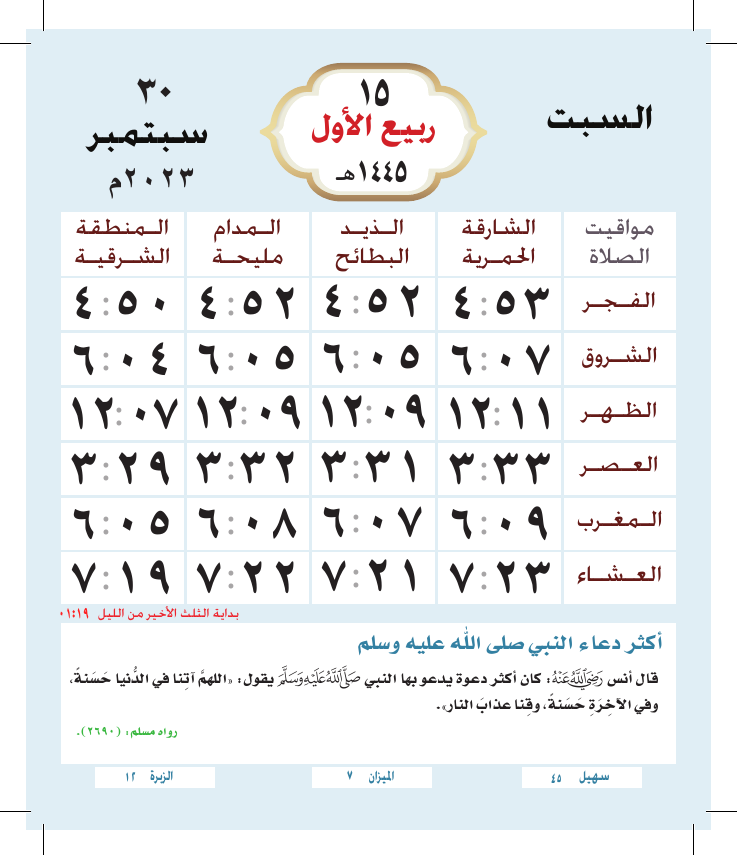 السبت
١٥
ربيع الأول
١٤٤٥هـ
٣٠
سبتمبر
٢٠٢٣م
مواقيت الصلاة | الشارقة الحمرية | الذيد البطائح | المدام مليحة | المنطقة الشرقية
الفجر ٤:٥٣ ٤:٥٢ ٤:٥٢ ٤:٥٠
الشروق ٦:٠٧ ٦:٠٥ ٦:٠٥ ٦:٠٤
الظهر ١٢:١١ ١٢:٠٩ ١٢:٠٩ ١٢:٠٧
العصر ٣:٣٣ ٣:٣١ ٣:٣٢ ٣:٢٩
المغرب ٦:٠٩ ٦:٠٧ ٦:٠٨ ٦:٠٥
العشاء ٧:٢٣ ٧:٢١ ٧:٢٢ ٧:١٩
بداية الثلث الأخير من الليل ٠١:١٩
أكثر دعاء النبي صلى الله عليه وسلم
قال أنس رَضِيَ اللَّهُ عَنْهُ: كان أكثر دعوة يدعو بها النبي صَلَّى اللَّهُ عَلَيْهِ وَسَلَّمَ يقول: «اللهمَّ آتنا في الدُّنيا حَسَنةً،
وفي الآخِرَةِ حَسَنةً، وقِنا عذابَ النار».
رواه مسلم: (٢٦٩٠).
سهيل ٤٥
الميزان ٧
الزبرة ١٢